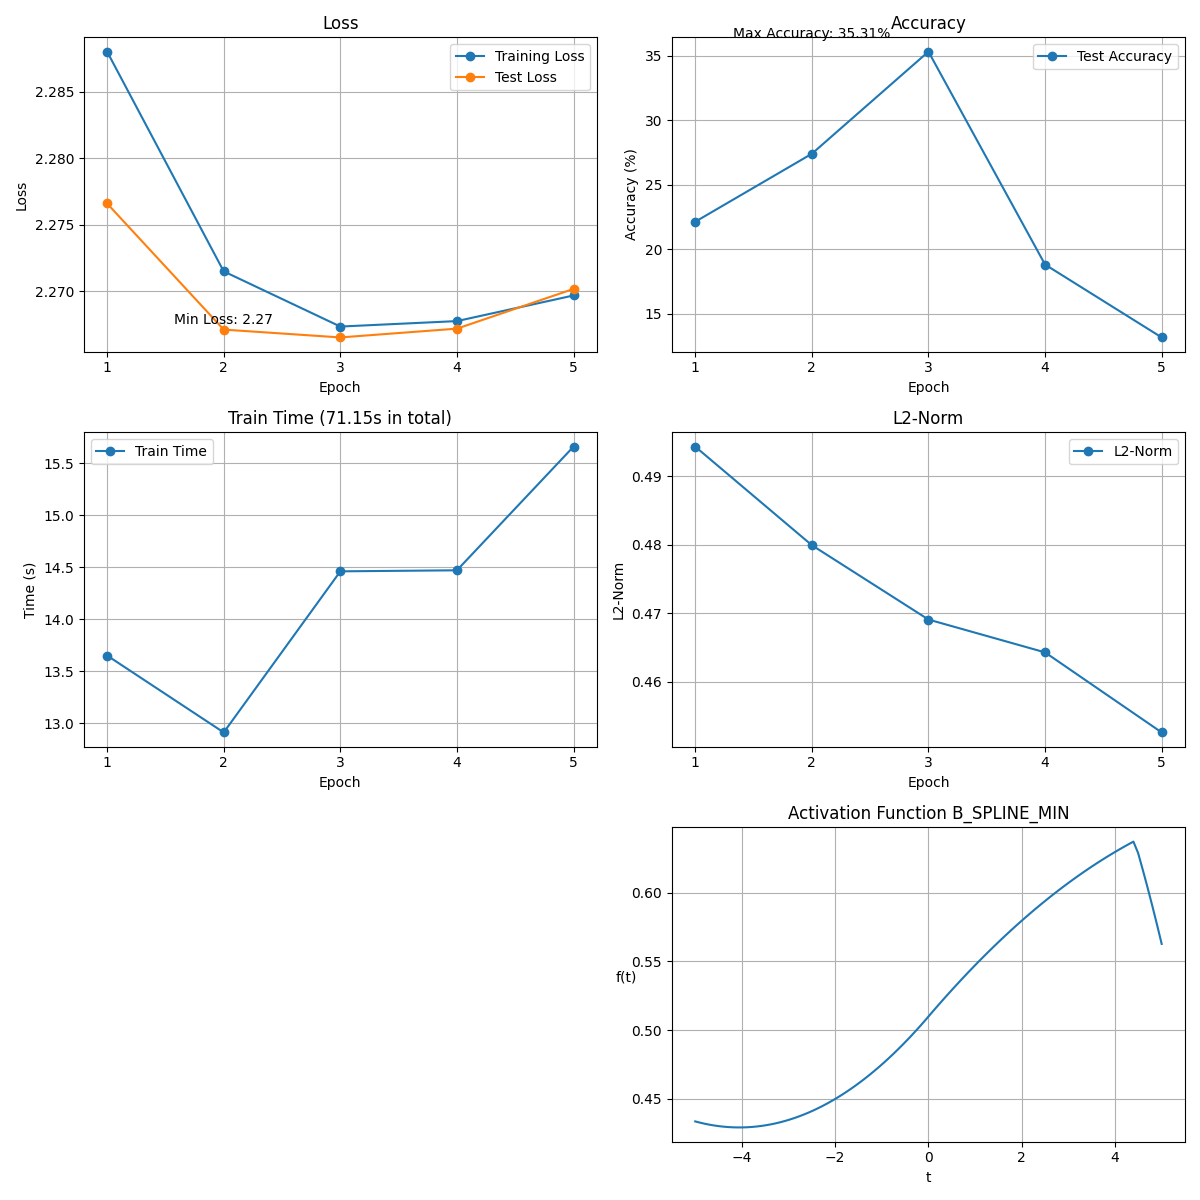 Loss
Training Loss
Test Loss
2.285
2.280
2.275
2.270
Loss
Min Loss: 2.27
1 2 3 4 5
Epoch
Accuracy
Max Accuracy: 35.31%
Test Accuracy
35
30
25
20
15
Accuracy (%)
1 2 3 4 5
Epoch
Train Time (71.15s in total)
Train Time
15.5
15.0
14.5
14.0
13.5
13.0
Time (s)
1 2 3 4 5
Epoch
L2-Norm
L2-Norm
0.49
0.48
0.47
0.46
L2-Norm
1 2 3 4 5
Epoch
Activation Function B_SPLINE_MIN
0.60
0.55
0.50
0.45
f(t)
−4 −2 0 2 4
t